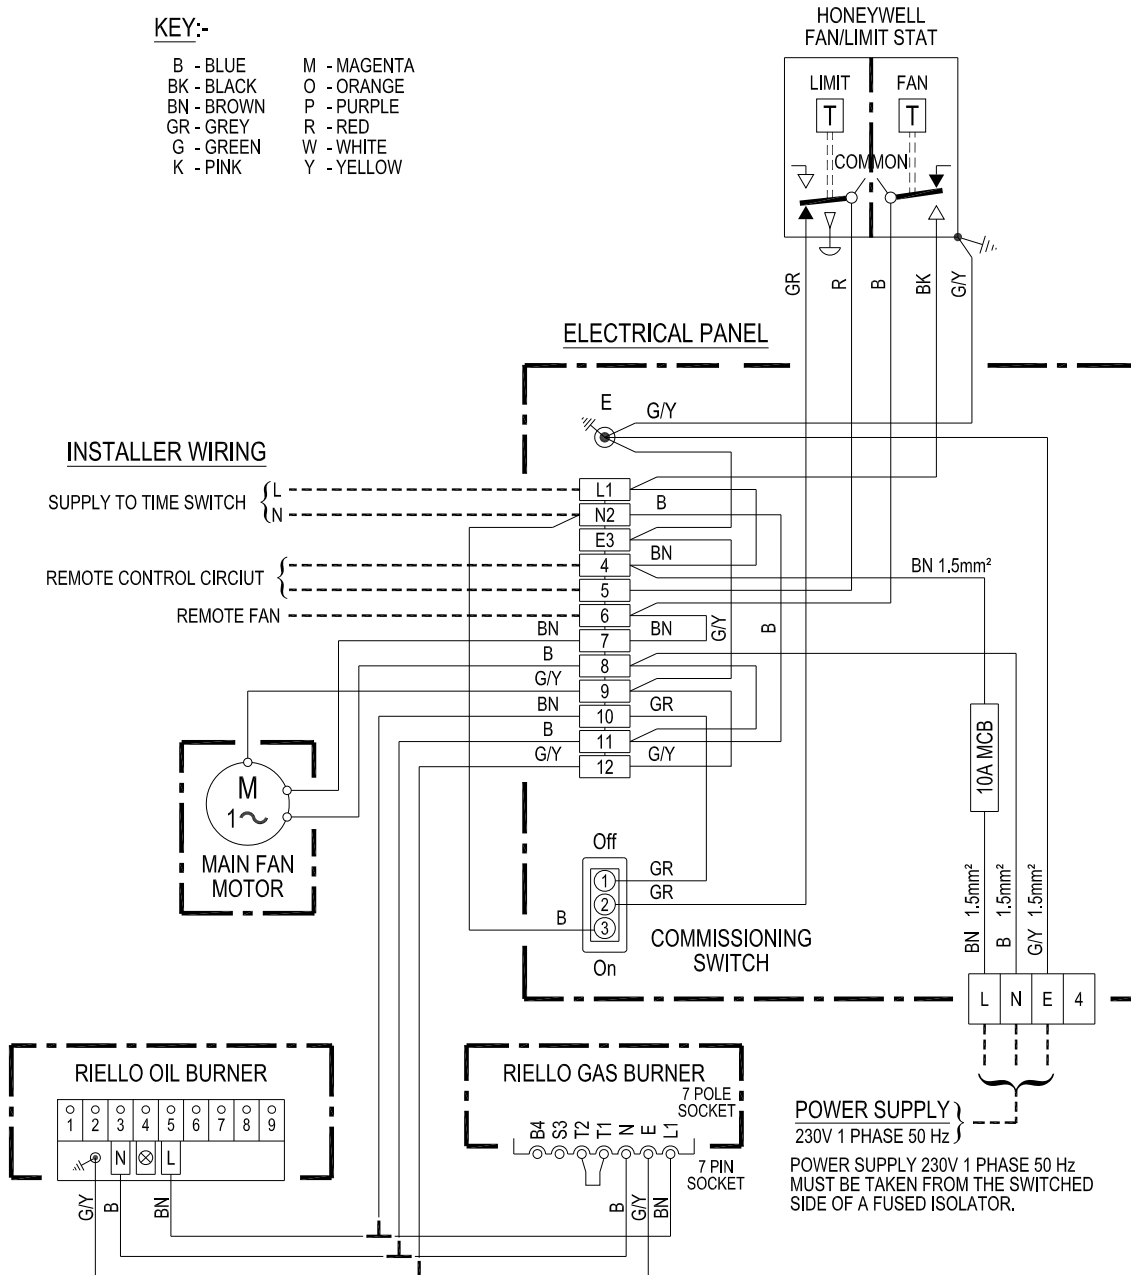 KEY:-
B - BLUE
BK - BLACK
BN - BROWN
GR - GREY
G - GREEN
K - PINK
M - MAGENTA
O - ORANGE
P - PURPLE
R - RED
W - WHITE
Y - YELLOW
HONEYWELL
FAN/LIMIT STAT
LIMIT
FAN
T
T
COMMON
GR
R
B
BK
G/Y
ELECTRICAL PANEL
E
G/Y
INSTALLER WIRING
SUPPLY TO TIME SWITCH { L
N
REMOTE CONTROL CIRCIUT {
REMOTE FAN
L1
N2
E3
4
5
6
7
8
9
10
11
12
B
BN
BN
G/Y
B
GR
G/Y
BN
B
G/Y
BN
B
G/Y
BN 1.5mm²
10A MCB
M
1~
MAIN FAN
MOTOR
Off
1
2
3
On
GR
GR
B
COMMISSIONING
SWITCH
BN 1.5mm²
B 1.5mm²
G/Y 1.5mm²
L N E 4
RIELLO OIL BURNER
1 2 3 4 5 6 7 8 9
N L
G/Y
B
BN
RIELLO GAS BURNER
7 POLE
SOCKET
B4 S3 T2 T1 N E L1
7 PIN
SOCKET
B
G/Y
BN
POWER SUPPLY
230V 1 PHASE 50 Hz
POWER SUPPLY 230V 1 PHASE 50 Hz
MUST BE TAKEN FROM THE SWITCHED
SIDE OF A FUSED ISOLATOR.